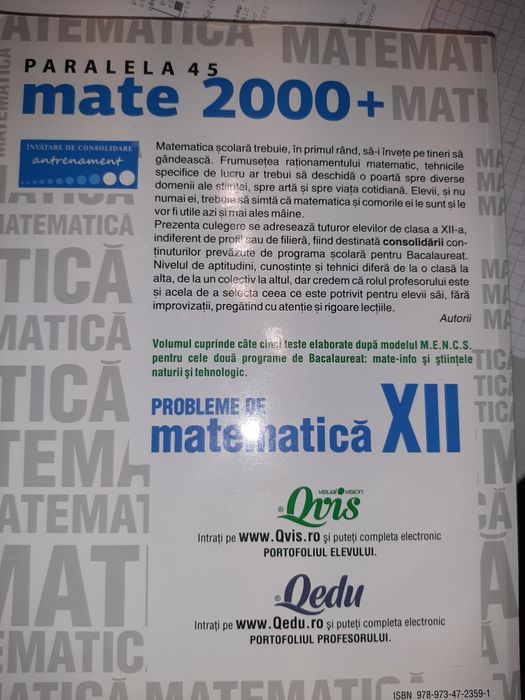 MATEMATICA
MATEMAT
PARALELA 45
mate 2000+
MATE
ÎNVĂȚARE DE CONSOLIDARE
antrenament
Matematica școlară trebuie, în primul rând, să-i învețe pe tineri să
gândească. Frumusețea raționamentului matematic, tehnicile
specifice de lucru ar trebui să deschidă o poartă spre diverse
domenii ale științei, spre artă și spre viața cotidiană. Elevii, și nu
numai ei, trebuie să simtă că matematica și comorile ei le sunt și le
vor fi utile azi și mai ales mâine.
Prezenta culegere se adresează tuturor elevilor de clasa a XII-a,
indiferent de profil sau de filieră, fiind destinată consolidării con-
ținuturilor prevăzute de programa școlară pentru Bacalaureat.
Nivelul de aptitudini, cunoștințe și tehnici diferă de la o clasă la
alta, de la un colectiv la altul, dar credem că rolul profesorului este
și acela de a selecta ceea ce este potrivit pentru elevii săi, fără
improvizații, pregătind cu atenție și rigoare lecțiile.
Autorii
Volumul cuprinde câte cinci teste elaborate după modelul M.E.N.C.S.
pentru cele două programe de Bacalaureat: mate-info și științele
naturii și tehnologic.
PROBLEME DE
matematică XII
visual vision
®Qvis
Intrați pe www.Qvis.ro și puteți completa electronic
PORTOFOLIUL ELEVULUI.
®Qedu
Intrați pe www.Qedu.ro și puteți completa electronic
PORTOFOLIUL PROFESORULUI.
ISBN 978-973-47-2359-1